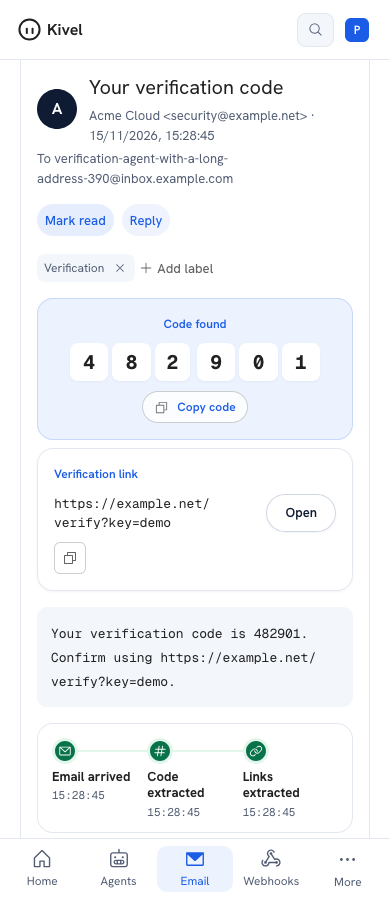 Kivel
P
A
Your verification code
Acme Cloud <security@example.net> ·
15/11/2026, 15:28:45
To verification-agent-with-a-long-
address-390@inbox.example.com
Mark read Reply
Verification × + Add label
Code found
4 8 2 9 0 1
Copy code
Verification link
https://example.net/
verify?key=demo
Open
Your verification code is 482901.
Confirm using https://example.net/
verify?key=demo.
Email arrived
15:28:45
Code
extracted
15:28:45
Links
extracted
15:28:45
Home Agents Email Webhooks More